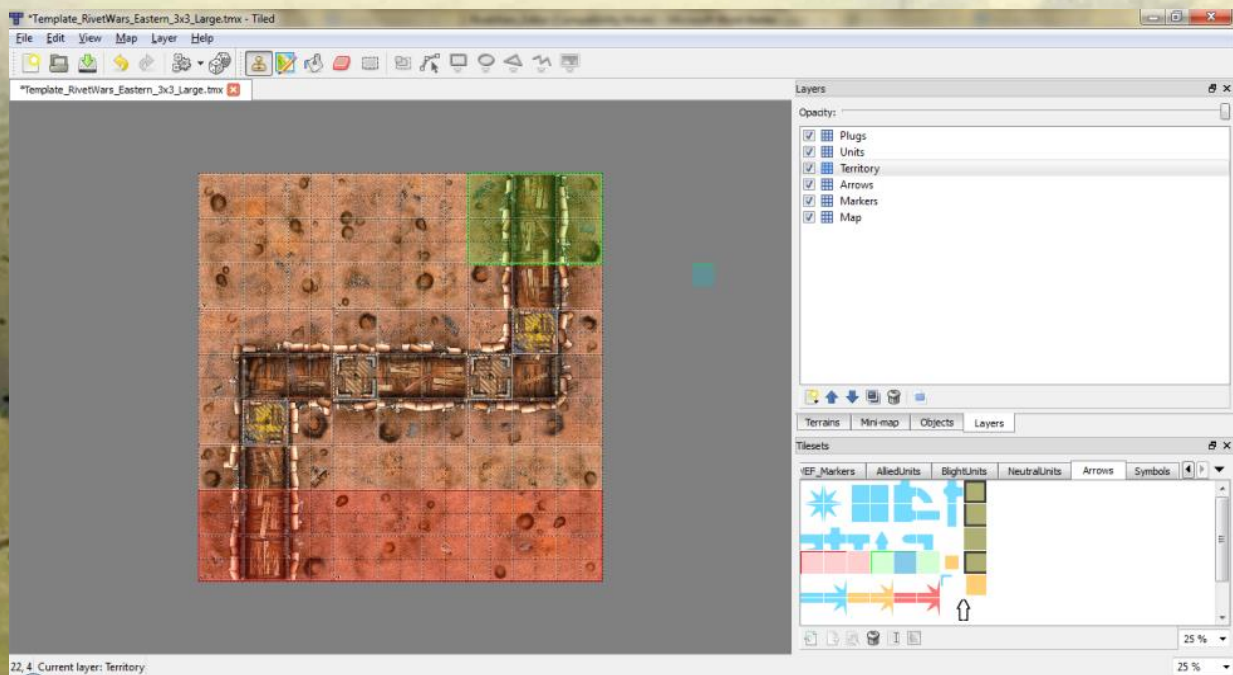 *Template_RivetWars_Eastern_3x3_Large.tmx - Tiled
File Edit View Map Layer Help
*Template_RivetWars_Eastern_3x3_Large.tmx
Layers
Opacity:
Plugs
Units
Territory
Arrows
Markers
Map
Terrains Mini-map Objects Layers
Tilesets
EF_Markers AlliedUnits BlightUnits NeutralUnits Arrows Symbols
25 %
22, 4 Current layer: Territory
25 %